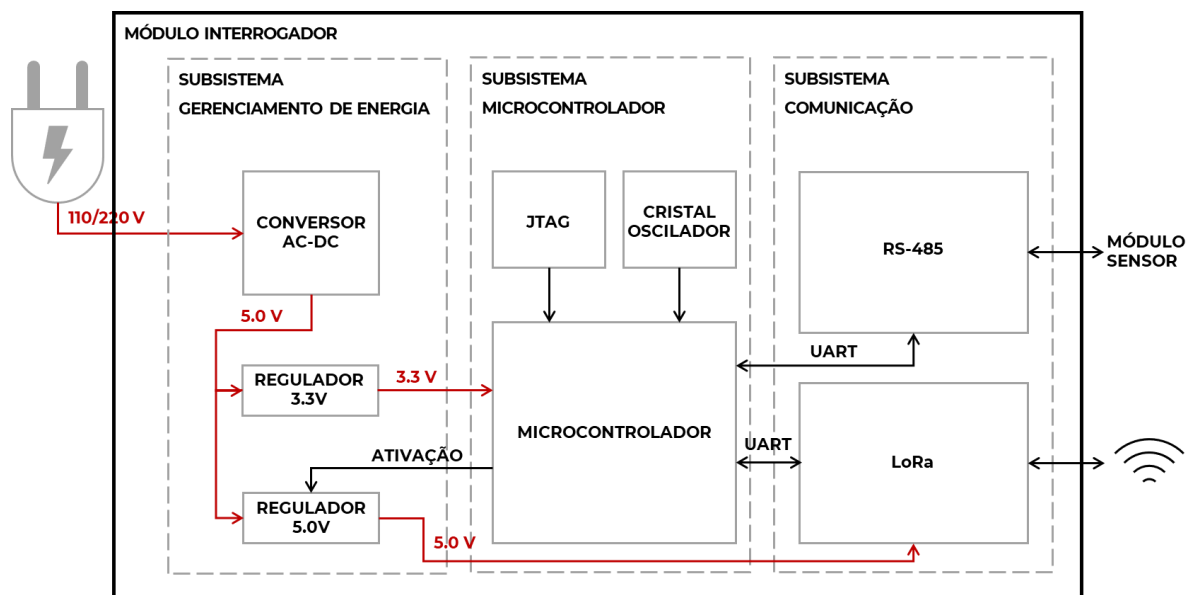 MÓDULO INTERROGADOR
SUBSISTEMA
GERENCIAMENTO DE ENERGIA
SUBSISTEMA
MICROCONTROLADOR
SUBSISTEMA
COMUNICAÇÃO
110/220 V
CONVERSOR
AC-DC
JTAG
CRISTAL
OSCILADOR
RS-485
MÓDULO
SENSOR
5.0 V
REGULADOR
3.3V
3.3 V
UART
MICROCONTROLADOR
ATIVAÇÃO
UART
LoRa
REGULADOR
5.0V
5.0 V